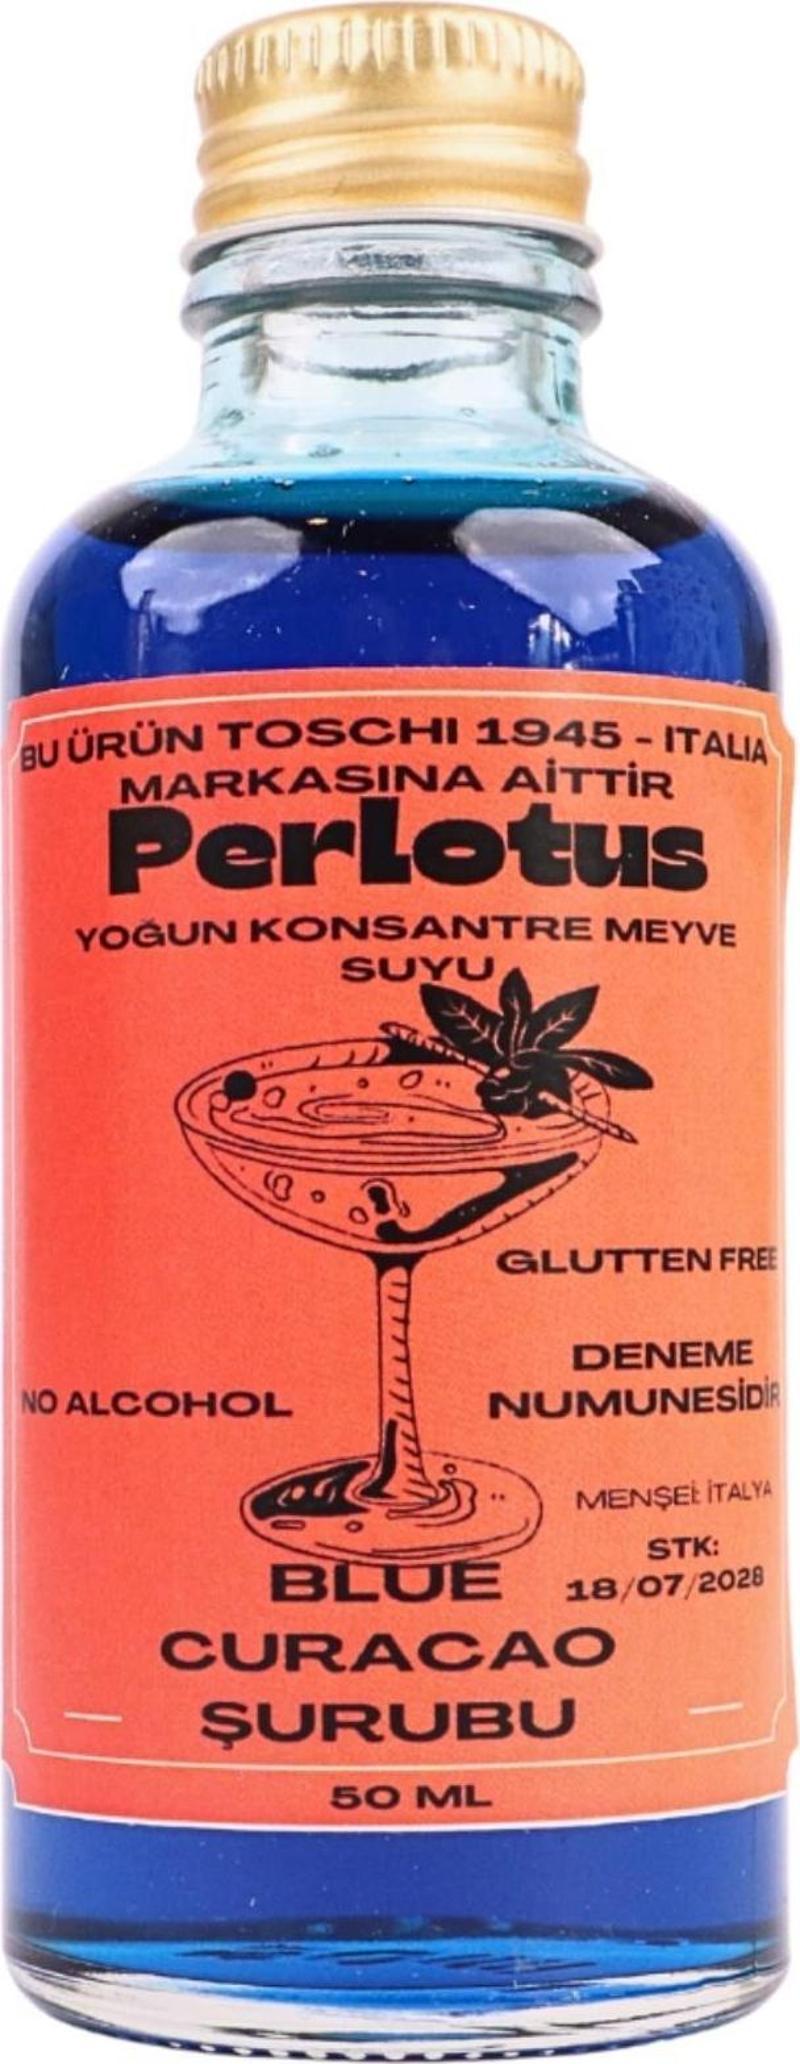 BU ÜRÜN TOSCHI 1945 - ITALIA
MARKASINA AİTTİR
PerLotus
YOĞUN KONSANTRE MEYVE
SUYU
GLUTTEN FREE
DENEME
NUMUNESİDİR
NO ALCOHOL
MENŞEİ: İTALYA
STK:
18/07/2028
BLUE
CURACAO
ŞURUBU
50 ML